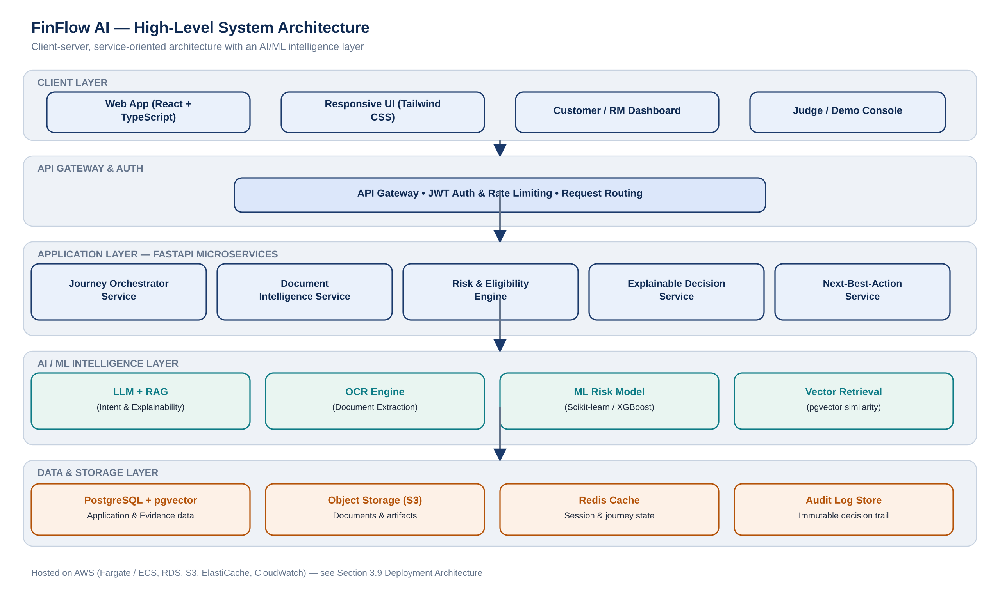 FinFlow AI — High-Level System Architecture
Client-server, service-oriented architecture with an AI/ML intelligence layer
CLIENT LAYER
Web App (React +
TypeScript)
Responsive UI (Tailwind
CSS)
Customer / RM Dashboard
Judge / Demo Console
API GATEWAY & AUTH
API Gateway • JWT Auth & Rate Limiting • Request Routing
APPLICATION LAYER — FASTAPI MICROSERVICES
Journey Orchestrator
Service
Document
Intelligence Service
Risk & Eligibility
Engine
Explainable Decision
Service
Next-Best-Action
Service
AI / ML INTELLIGENCE LAYER
LLM + RAG
(Intent & Explainability)
OCR Engine
(Document Extraction)
ML Risk Model
(Scikit-learn / XGBoost)
Vector Retrieval
(pgvector similarity)
DATA & STORAGE LAYER
PostgreSQL + pgvector
Application & Evidence data
Object Storage (S3)
Documents & artifacts
Redis Cache
Session & journey state
Audit Log Store
Immutable decision trail
Hosted on AWS (Fargate / ECS, RDS, S3, ElastiCache, CloudWatch) — see Section 3.9 Deployment Architecture